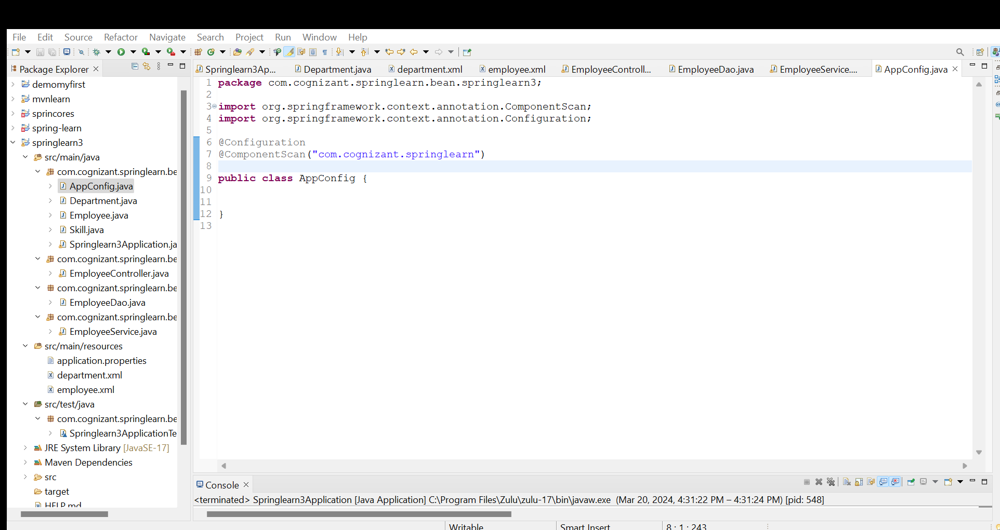 File Edit Source Refactor Navigate Search Project Run Window Help
Package Explorer
Springlearn3Ap... Department.java department.xml employee.xml EmployeeControll... EmployeeDao.java EmployeeService.... AppConfig.java
demomyfirst
mvnlearn
sprincores
spring-learn
springlearn3
src/main/java
com.cognizant.springlearn.be
AppConfig.java
Department.java
Employee.java
Skill.java
Springlearn3Application.ja
com.cognizant.springlearn.be
EmployeeController.java
com.cognizant.springlearn.be
EmployeeDao.java
com.cognizant.springlearn.be
EmployeeService.java
src/main/resources
application.properties
department.xml
employee.xml
src/test/java
com.cognizant.springlearn.be
Springlearn3ApplicationTe
JRE System Library [JavaSE-17]
Maven Dependencies
src
target
HELP.md
1 package com.cognizant.springlearn.bean.springlearn3;
2
3 import org.springframework.context.annotation.ComponentScan;
4 import org.springframework.context.annotation.Configuration;
5
6 @Configuration
7 @ComponentScan("com.cognizant.springlearn")
8
9 public class AppConfig {
10
11
12 }
13
Console
<terminated> Springlearn3Application [Java Application] C:\Program Files\Zulu\zulu-17\bin\javaw.exe (Mar 20, 2024, 4:31:22 PM – 4:31:24 PM) [pid: 548]
Writable Smart Insert 8 : 1 : 243